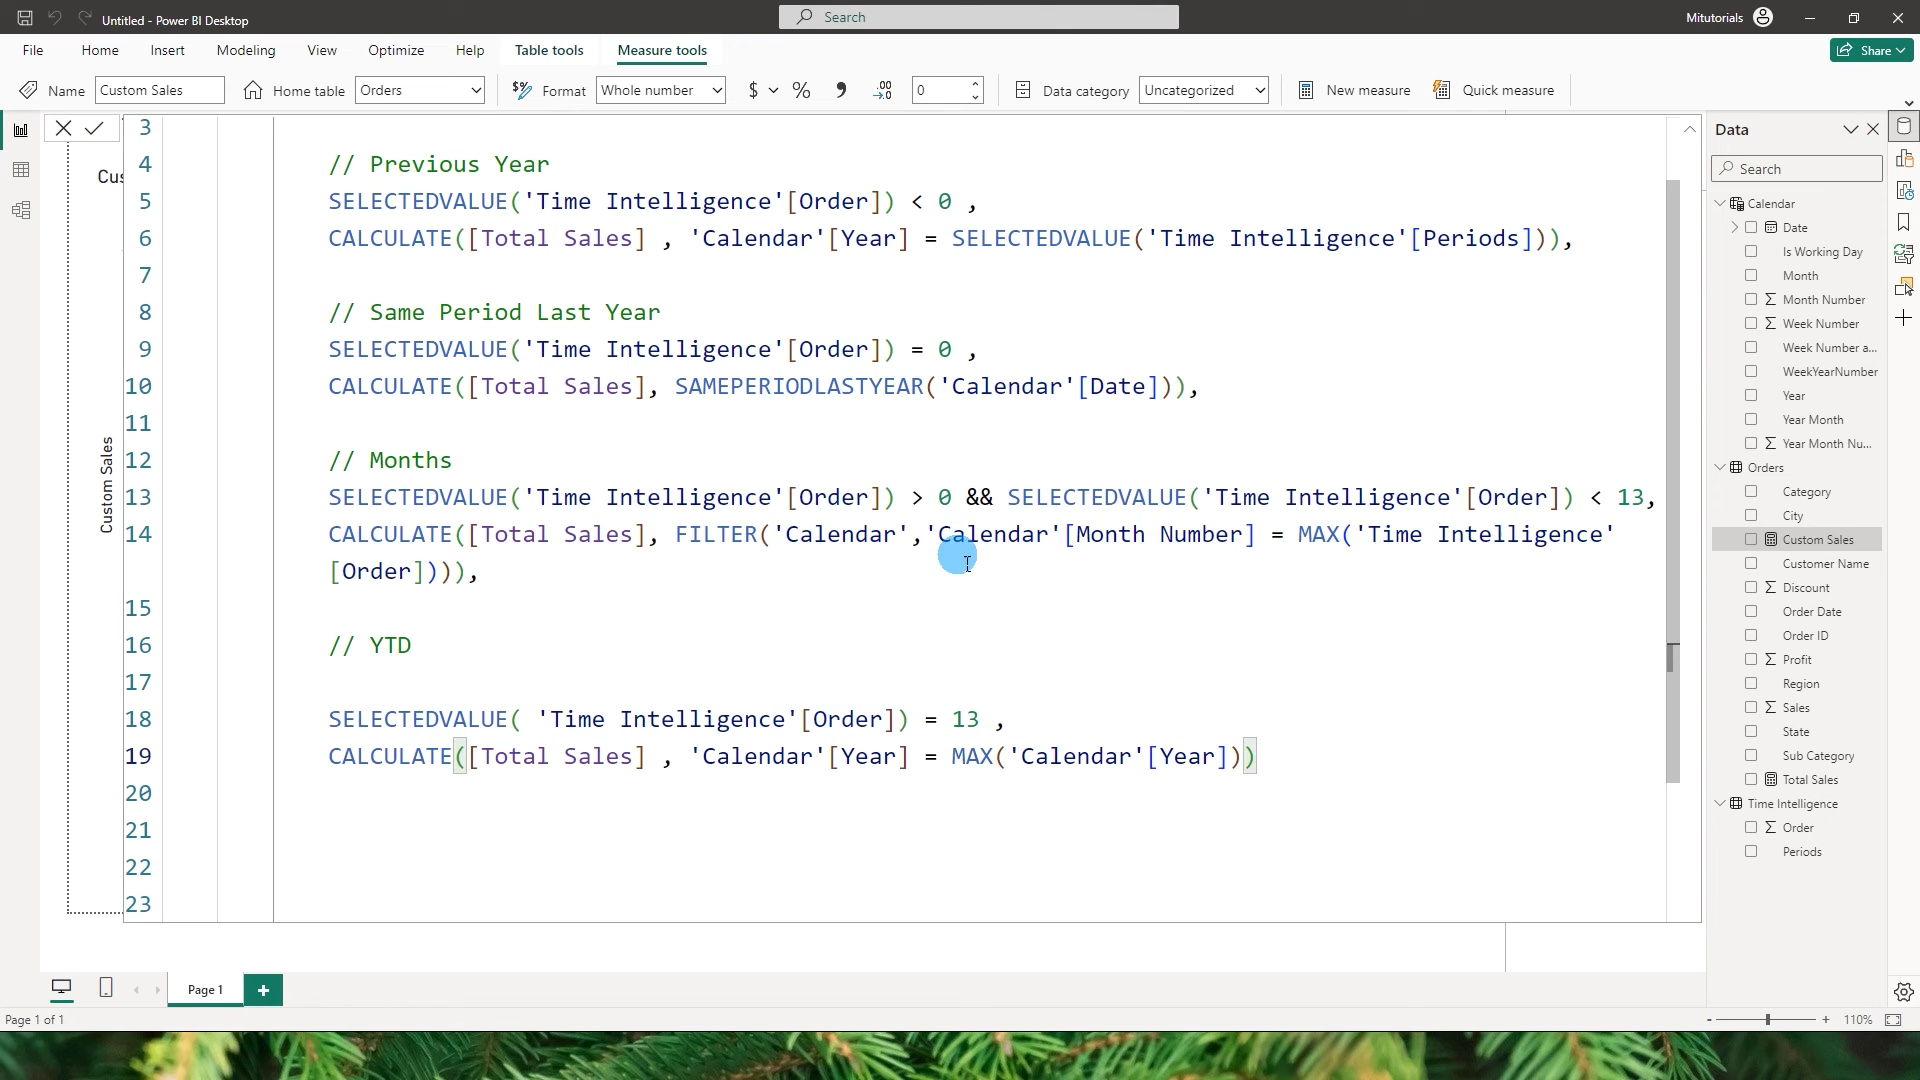 Untitled - Power BI Desktop
Search
Mitutorials
File Home Insert Modeling View Optimize Help Table tools Measure tools
Share
Name Custom Sales Home table Orders Format Whole number $ % , .00 →.0 0 Data category Uncategorized New measure Quick measure
Cus
Custom Sales
3
4 // Previous Year
5 SELECTEDVALUE('Time Intelligence'[Order]) < 0 ,
6 CALCULATE([Total Sales] , 'Calendar'[Year] = SELECTEDVALUE('Time Intelligence'[Periods])),
7
8 // Same Period Last Year
9 SELECTEDVALUE('Time Intelligence'[Order]) = 0 ,
10 CALCULATE([Total Sales], SAMEPERIODLASTYEAR('Calendar'[Date])),
11
12 // Months
13 SELECTEDVALUE('Time Intelligence'[Order]) > 0 && SELECTEDVALUE('Time Intelligence'[Order]) < 13,
14 CALCULATE([Total Sales], FILTER('Calendar','Calendar'[Month Number] = MAX('Time Intelligence'
[Order]))),
15
16 // YTD
17
18 SELECTEDVALUE( 'Time Intelligence'[Order]) = 13 ,
19 CALCULATE([Total Sales] , 'Calendar'[Year] = MAX('Calendar'[Year]))
20
21
22
23
Data
Search
Calendar
Date
Is Working Day
Month
Month Number
Week Number
Week Number a...
WeekYearNumber
Year
Year Month
Year Month Nu...
Orders
Category
City
Custom Sales
Customer Name
Discount
Order Date
Order ID
Profit
Region
Sales
State
Sub Category
Total Sales
Time Intelligence
Order
Periods
Page 1
Page 1 of 1
- + 110%